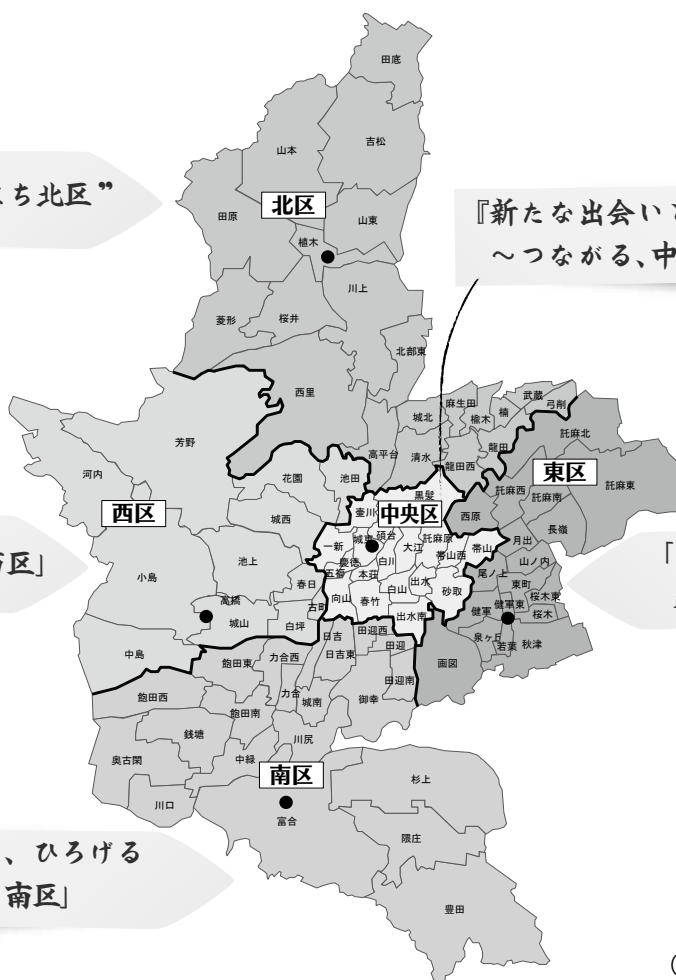 田底
吉松
山本
ち北区”
田原
北区
山東
植木
『新たな出会い
～つながる、中
川上
菱形
桜井
北部東
西里
武蔵
弓削
麻生田
楡木
楠
城北
芳野
龍田
託麻北
高平台
清水
龍田西
東区
河内
花園
池田
託麻西
託麻東
黒髪
託麻南
西区
壺川
中央区
西原
城西
長嶺
城東
碩台
託麻原
月出
一新
大江
帯山
帯山西
区」
慶徳
白川
山ノ内
池上
五福
「
小島
本荘
尾ノ上
出水
東町
春日
白山
砂取
桜木東
高橋
向山
春竹
古町
健軍
健軍東
桜木
出水南
城山
白坪
日吉
田迎西
泉ヶ丘
若葉
秋津
中島
田迎
力合西
日吉東
飽田東
画図
田迎南
飽田西
力合
城南
御幸
飽田南
銭塘
川尻
奥古閑
中緑
南区
杉上
川口
富合
隈庄
、ひろげる
南区」
豊田
（